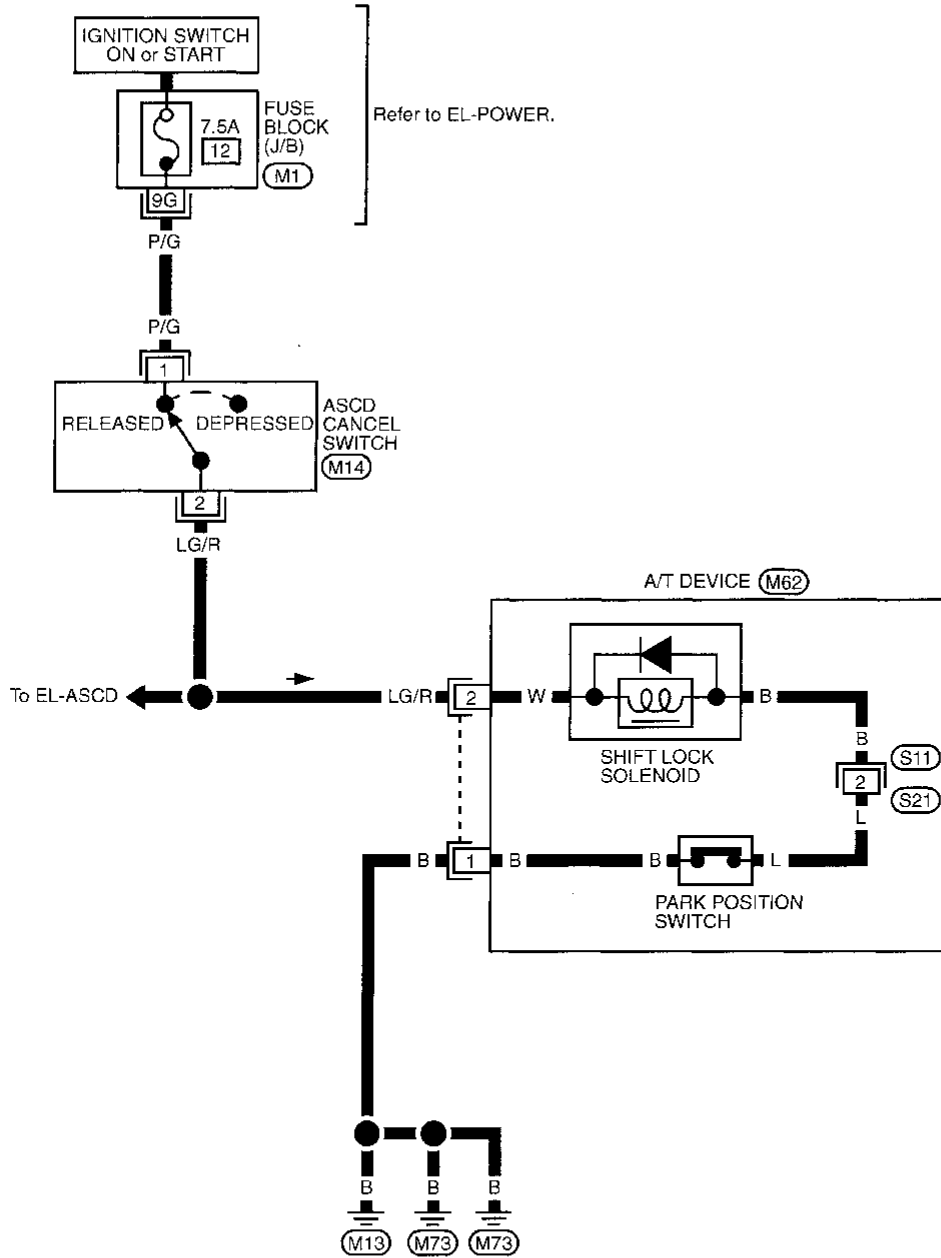 IGNITION SWITCH
ON or START
FUSE
BLOCK
(J/B)
7.5A
12
M1
Refer to EL-POWER.
9G
P/G
P/G
1
RELEASED
DEPRESSED
ASCD
CANCEL
SWITCH
M14
2
LG/R
A/T DEVICE
M62
To EL-ASCD
LG/R
2
W
B
SHIFT LOCK
SOLENOID
B
S11
2
S21
L
B
1
B
B
L
PARK POSITION
SWITCH
B
B
B
M13
M73
M73